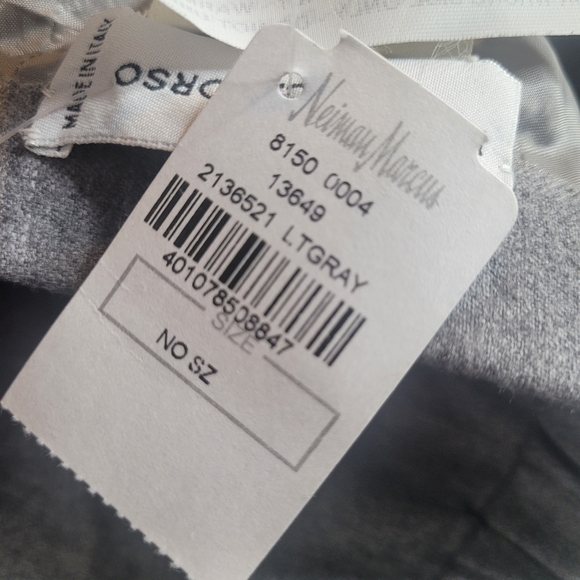 MADE IN ITALY
ORSO
Neiman Marcus
8150 0004
13649
2136521 LTGRAY
401078508847
SIZE
NO SZ